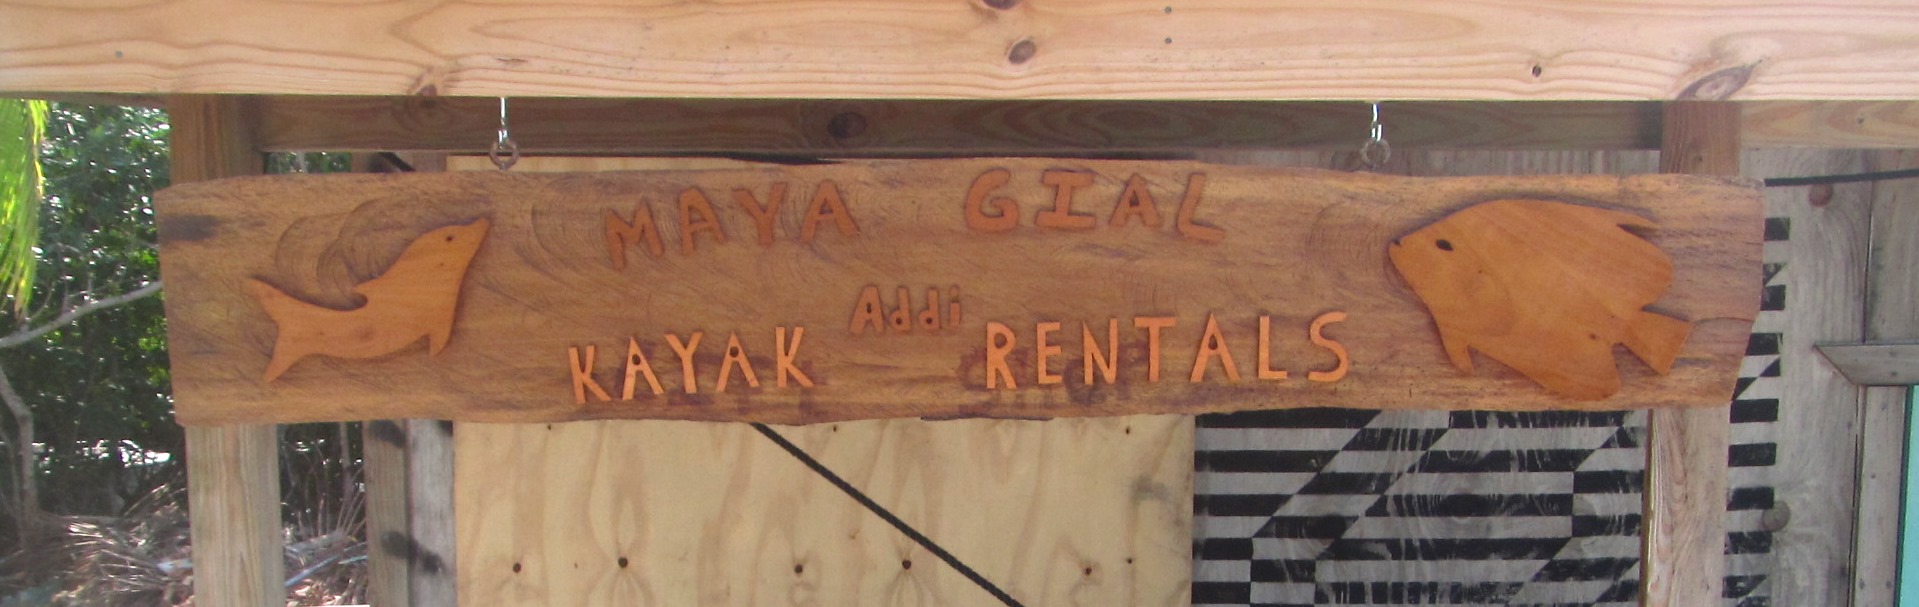 MAYA GIAL
Addi
KAYAK RENTALS